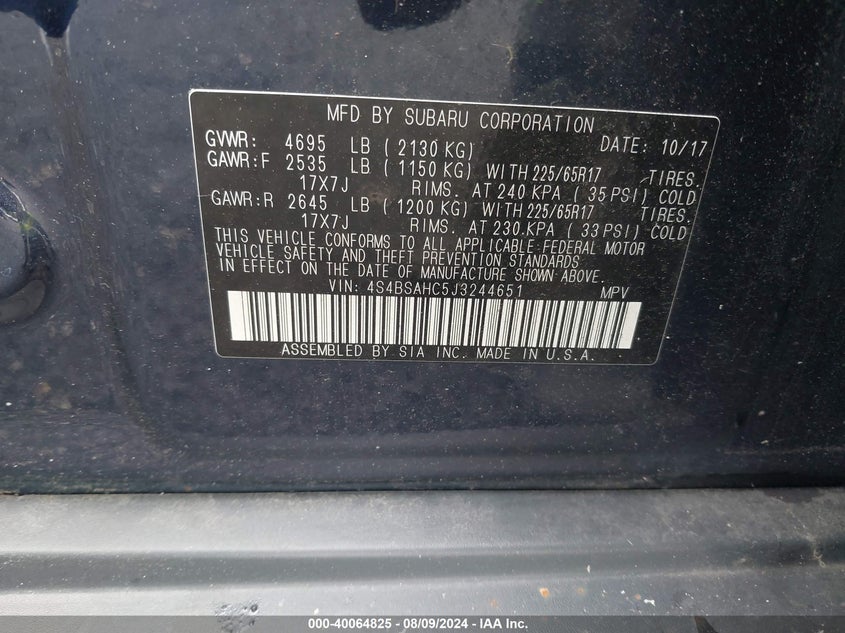 MFD BY SUBARU CORPORATION
GVWR: 4695 LB ( 2130 KG) DATE: 10/17
GAWR:F 2535 LB ( 1150 KG) WITH 225/65R17 TIRES.
17X7J RIMS. AT 240 KPA ( 35 PSI) COLD
GAWR:R 2645 LB ( 1200 KG) WITH 225/65R17 TIRES.
17X7J RIMS. AT 230 KPA ( 33 PSI) COLD
THIS VEHICLE CONFORMS TO ALL APPLICABLE FEDERAL MOTOR
VEHICLE SAFETY AND THEFT PREVENTION STANDARDS
IN EFFECT ON THE DATE OF MANUFACTURE SHOWN ABOVE.
VIN: 4S4BSAHC5J3244651 MPV
ASSEMBLED BY SIA INC. MADE IN U.S.A.
000-40064825 - 08/09/2024 - IAA Inc.